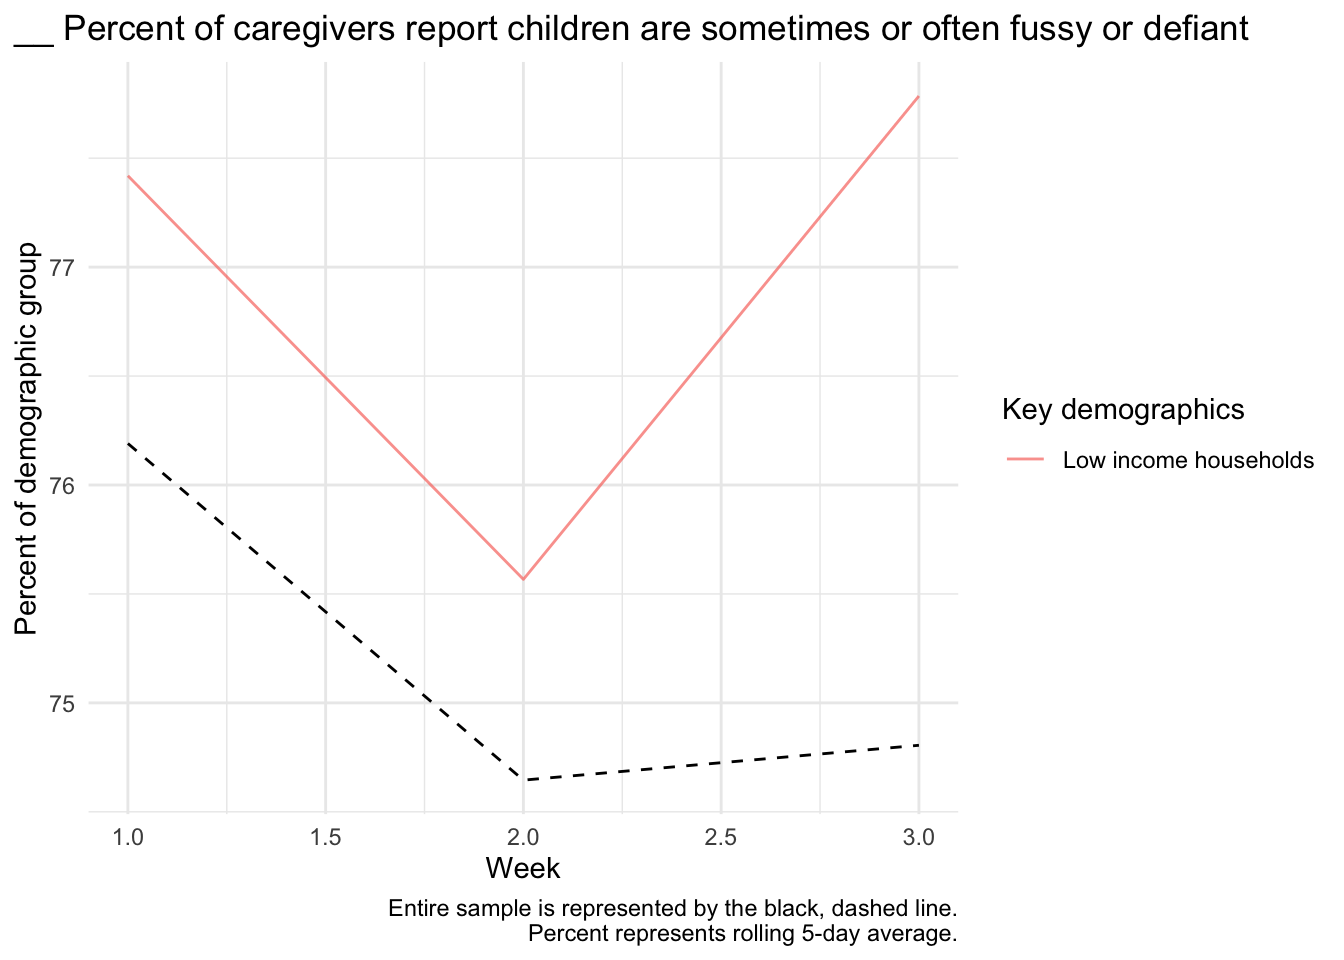 __ Percent of caregivers report children are sometimes or often fussy or defiant
Percent of demographic group
77
76
75
1.0 1.5 2.0 2.5 3.0
Week
Key demographics
Low income households
Entire sample is represented by the black, dashed line.
Percent represents rolling 5-day average.